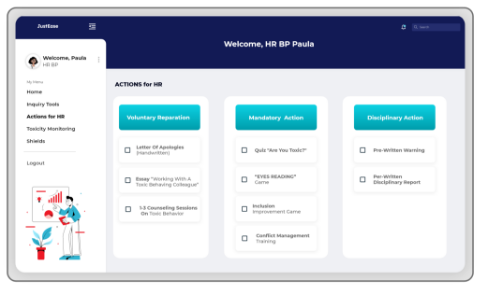 JustEase
Search
Welcome, HR BP Paula
Welcome, Paula
HR BP
My menu
Home
Inquiry Tools
Actions for HR
Toxicity Monitoring
Shields
Logout
ACTIONS for HR
Voluntary Reperation
Letter Of Apologies
(Handwritten)
Essay "Working With A
Toxic Behaving Colleague"
1-3 Counseling Sessions
On Toxic Behavior
Mandatory Action
Quiz "Are You Toxic?"
"EYES READING"
Game
Inclusion
Improvement Game
Conflict Management
Training
Disciplinary Action
Pre-Written Warning
Per-Written
Disciplinary Report